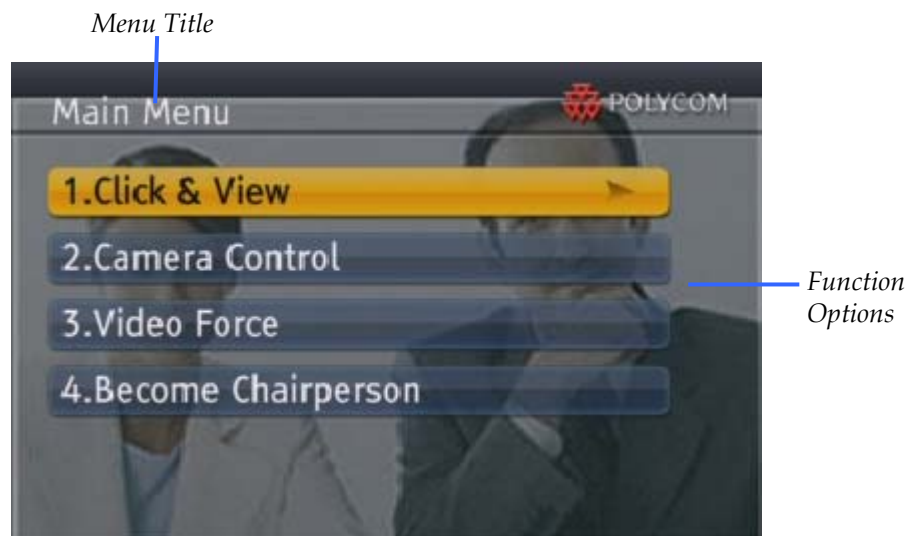 Menu Title
Main Menu
POLYCOM
1.Click & View
2.Camera Control
3.Video Force
4.Become Chairperson
Function
Options